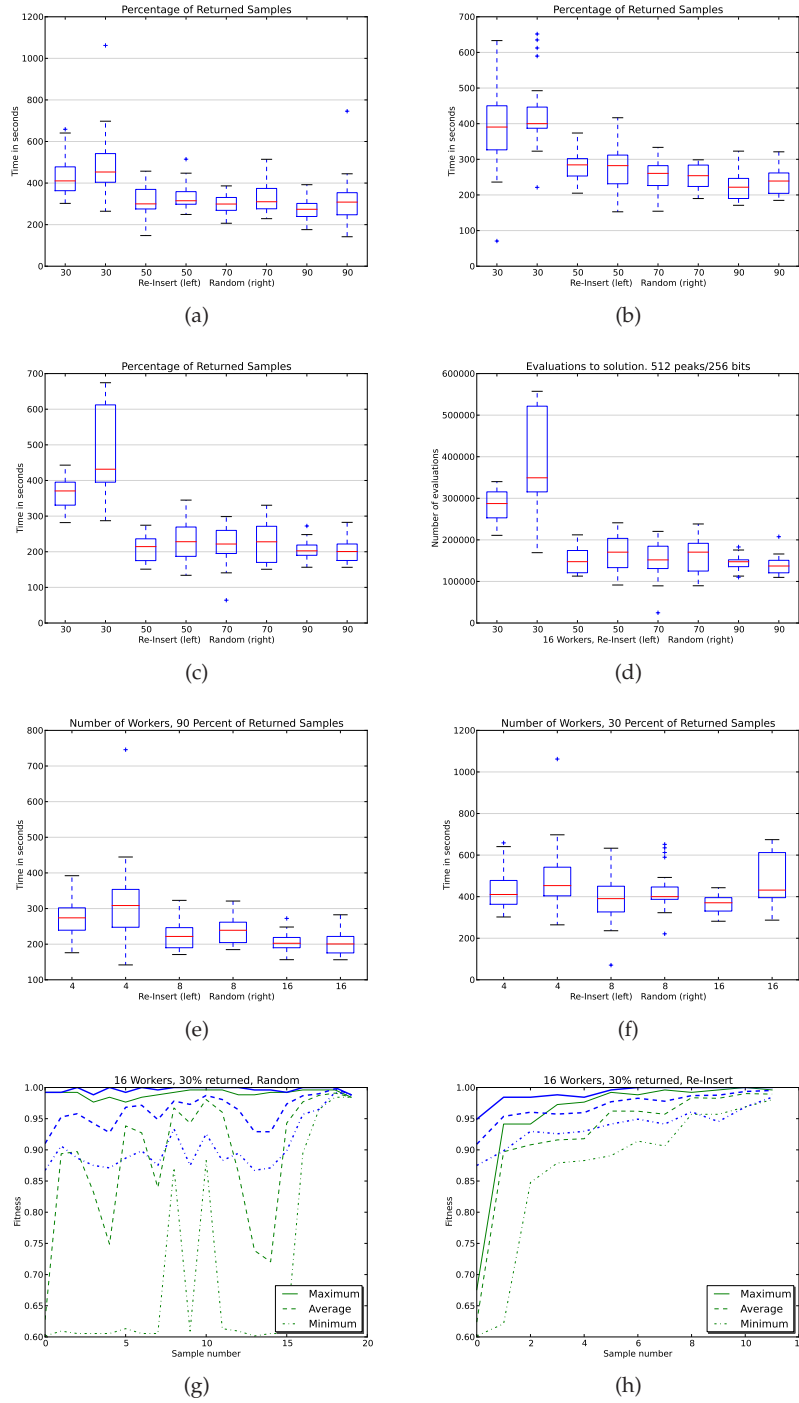 Percentage of Returned Samples
1200
1000
800
600
400
200
0
Time in seconds
30 30 50 50 70 70 90 90
Re-Insert (left) Random (right)
(a)
Percentage of Returned Samples
700
600
500
400
300
200
100
0
Time in seconds
30 30 50 50 70 70 90 90
Re-Insert (left) Random (right)
(b)
Percentage of Returned Samples
700
600
500
400
300
200
100
0
Time in seconds
30 30 50 50 70 70 90 90
Re-Insert (left) Random (right)
(c)
Evaluations to solution. 512 peaks/256 bits
600000
500000
400000
300000
200000
100000
0
Number of evaluations
30 30 50 50 70 70 90 90
16 Workers, Re-Insert (left) Random (right)
(d)
Number of Workers, 90 Percent of Returned Samples
800
700
600
500
400
300
200
100
Time in seconds
4 4 8 8 16 16
Re-Insert (left) Random (right)
(e)
Number of Workers, 30 Percent of Returned Samples
1200
1000
800
600
400
200
0
Time in seconds
4 4 8 8 16 16
Re-Insert (left) Random (right)
(f)
16 Workers, 30% returned, Random
1.00
0.95
0.90
0.85
0.80
0.75
0.70
0.65
0.60
Fitness
Maximum
Average
Minimum
0 5 10 15 20
Sample number
(g)
16 Workers, 30% returned, Re-Insert
1.00
0.95
0.90
0.85
0.80
0.75
0.70
0.65
0.60
Fitness
Maximum
Average
Minimum
0 2 4 6 8 10
Sample number
(h)